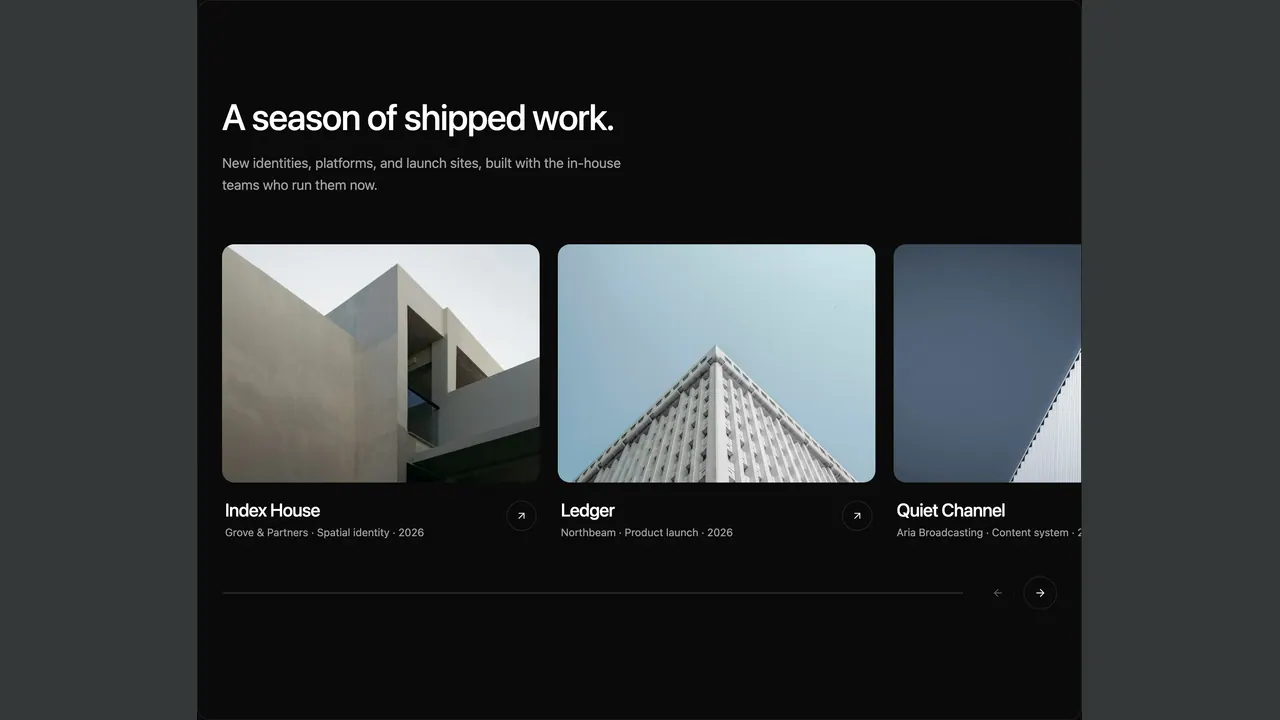 A season of shipped work.
New identities, platforms, and launch sites, built with the in-house
teams who run them now.
Index House
Grove & Partners · Spatial identity · 2026
Ledger
Northbeam · Product launch · 2026
Quiet Channel
Aria Broadcasting · Content system ·